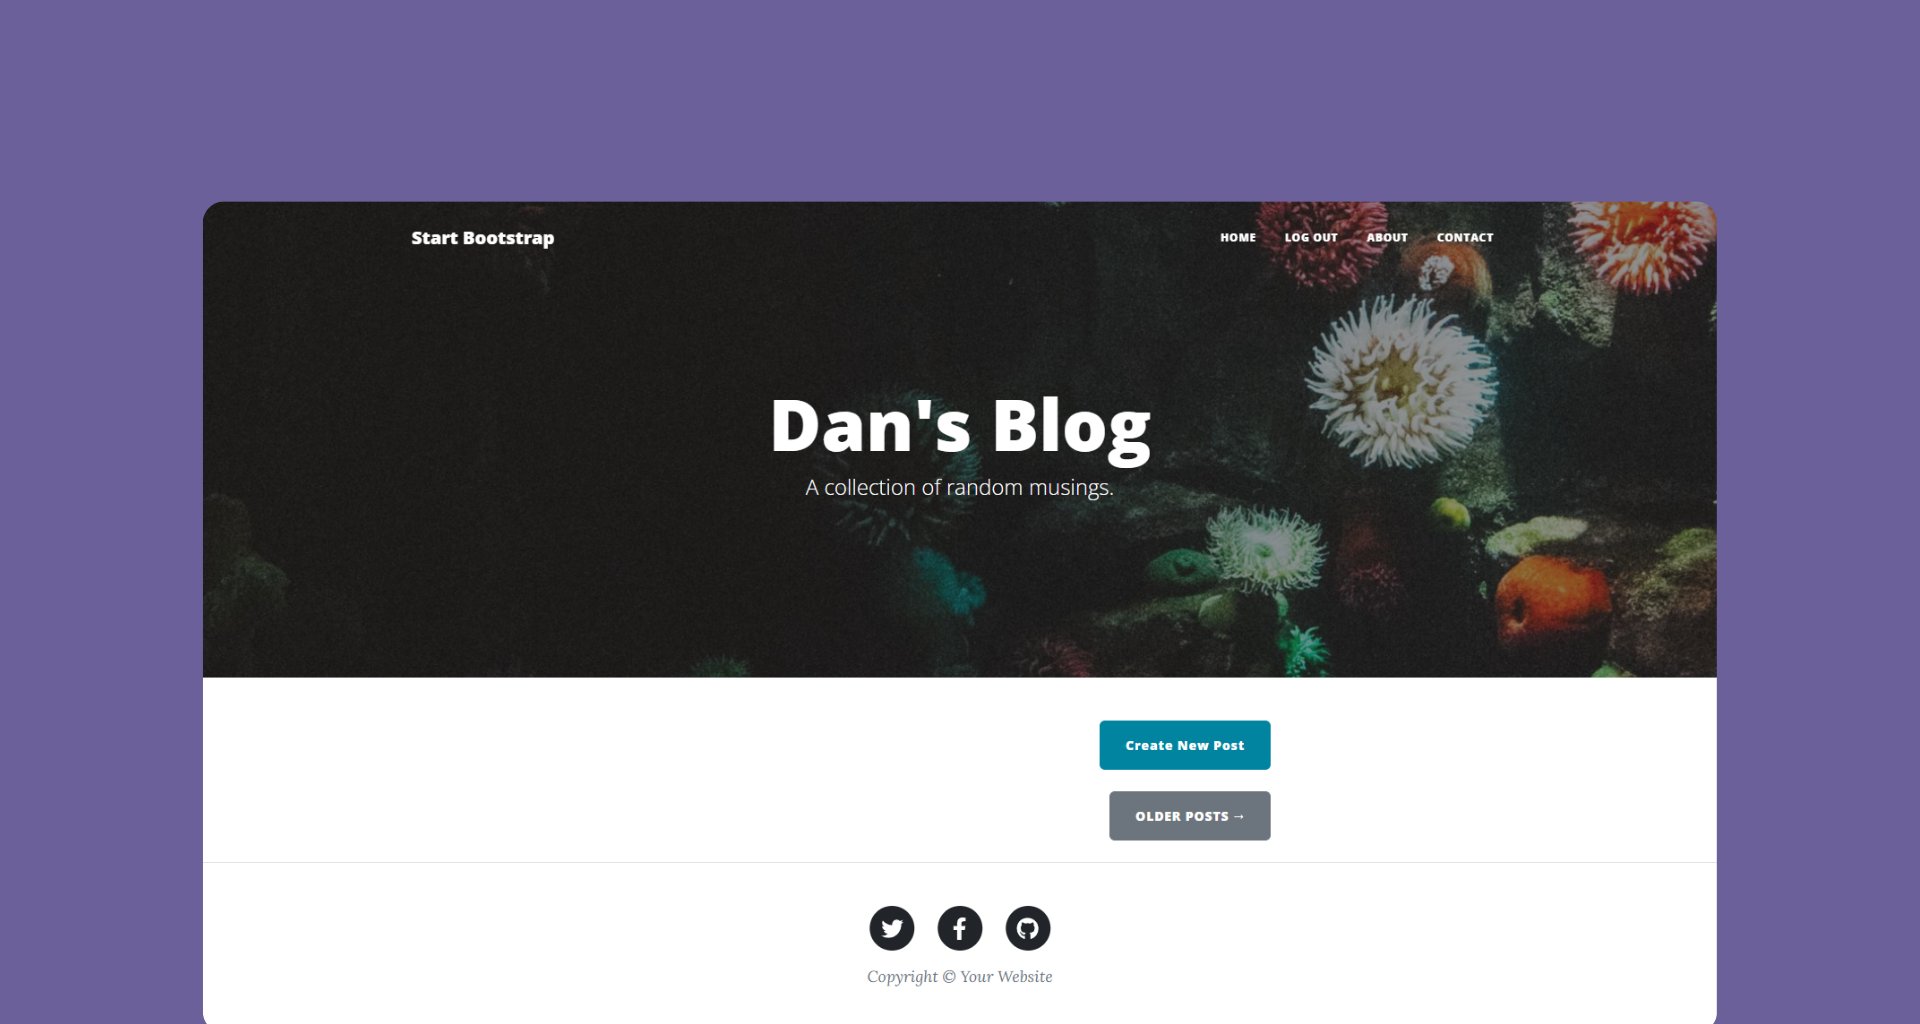 Start Bootstrap
HOME LOG OUT ABOUT CONTACT
Dan's Blog
A collection of random musings.
Create New Post
OLDER POSTS →
Copyright © Your Website